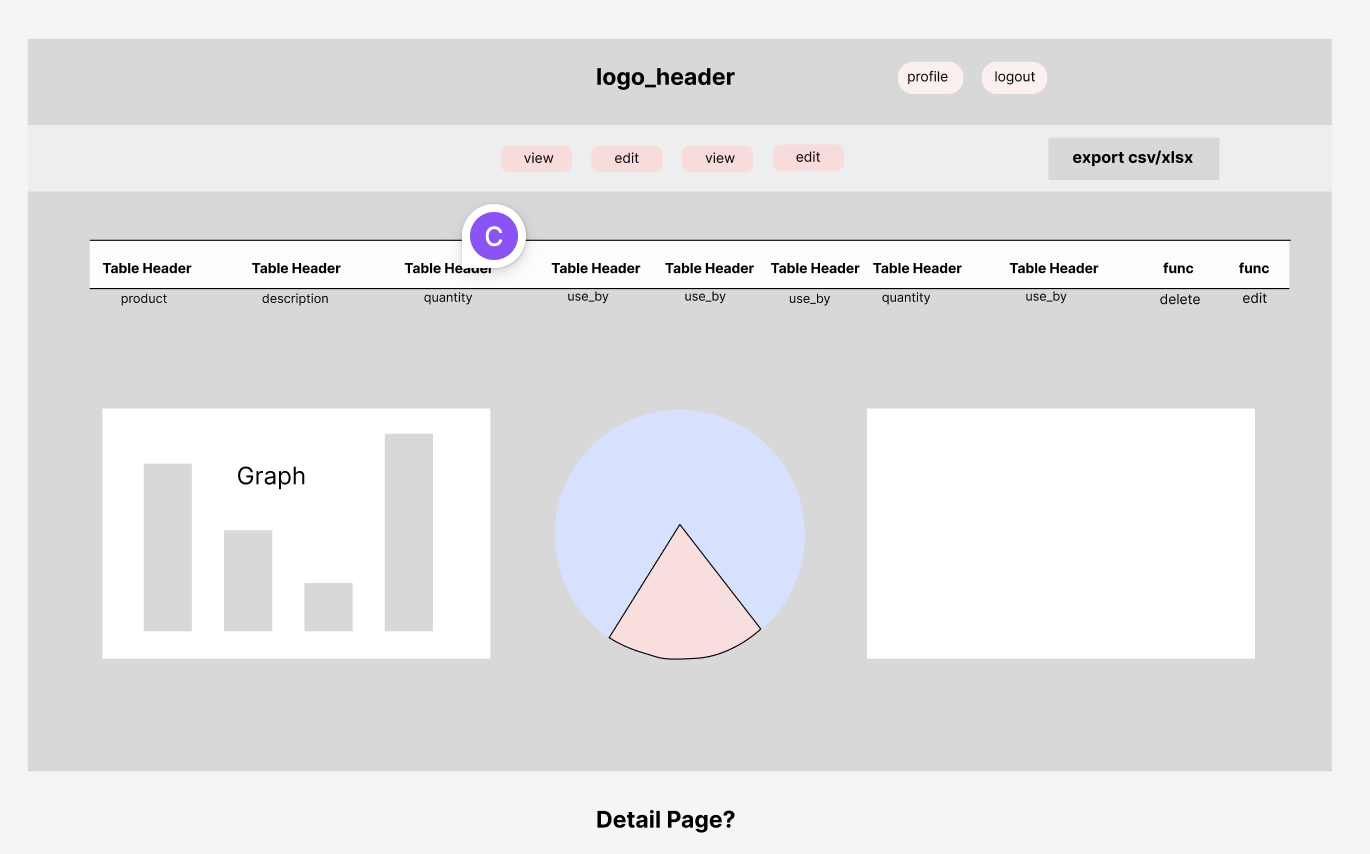 logo_header
profile
logout
view
edit
view
edit
export csv/xlsx
C
Table Header
Table Header
Table Header
Table Header
Table Header
Table Header
Table Header
Table Header
func
func
product
description
quantity
use_by
use_by
use_by
quantity
use_by
delete
edit
Graph
Detail Page?